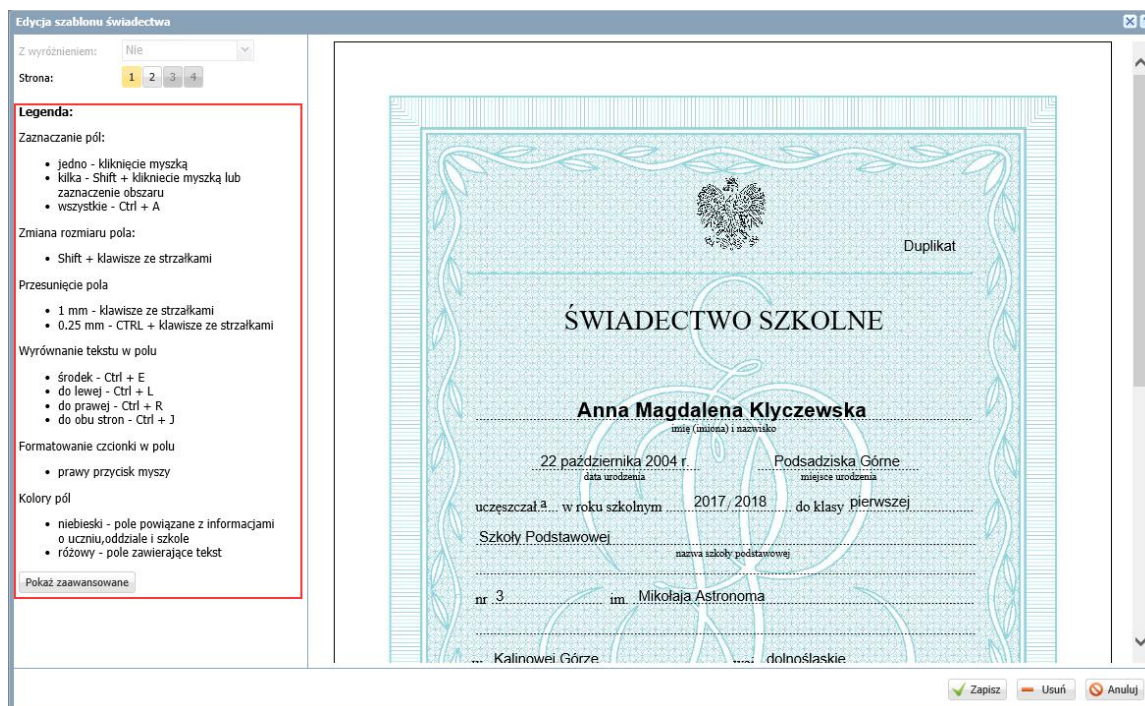 Edycja szablonu świadectwa
Z wyróżnieniem: Nie
Strona: 1 2 3 4
Legenda:
Zaznaczanie pól:
• jedno - kliknięcie myszką
• kilka - Shift + klikniecie myszką lub
zaznaczenie obszaru
• wszystkie - Ctrl + A
Zmiana rozmiaru pola:
• Shift + klawisze ze strzałkami
Przesunięcie pola
• 1 mm - klawisze ze strzałkami
• 0.25 mm - CTRL + klawisze ze strzałkami
Wyrównanie tekstu w polu
• środek - Ctrl + E
• do lewej - Ctrl + L
• do prawej - Ctrl + R
• do obu stron - Ctrl + J
Formatowanie czcionki w polu
• prawy przycisk myszy
Kolory pól
• niebieski - pole powiązane z informacjami
o uczniu,oddziale i szkole
• różowy - pole zawierające tekst
Pokaż zaawansowane
Duplikat
ŚWIADECTWO SZKOLNE
Anna Magdalena Klyczewska
imię (imiona) i nazwisko
22 października 2004 r. Podsadziska Górne
data urodzenia miejsce urodzenia
uczęszczał a w roku szkolnym 2017 / 2018 do klasy pierwszej
Szkoły Podstawowej
nazwa szkoły podstawowej
nr 3 im. Mikołaja Astronoma
w Kalinowej Górze woj. dolnośląskie
Zapisz Usuń Anuluj